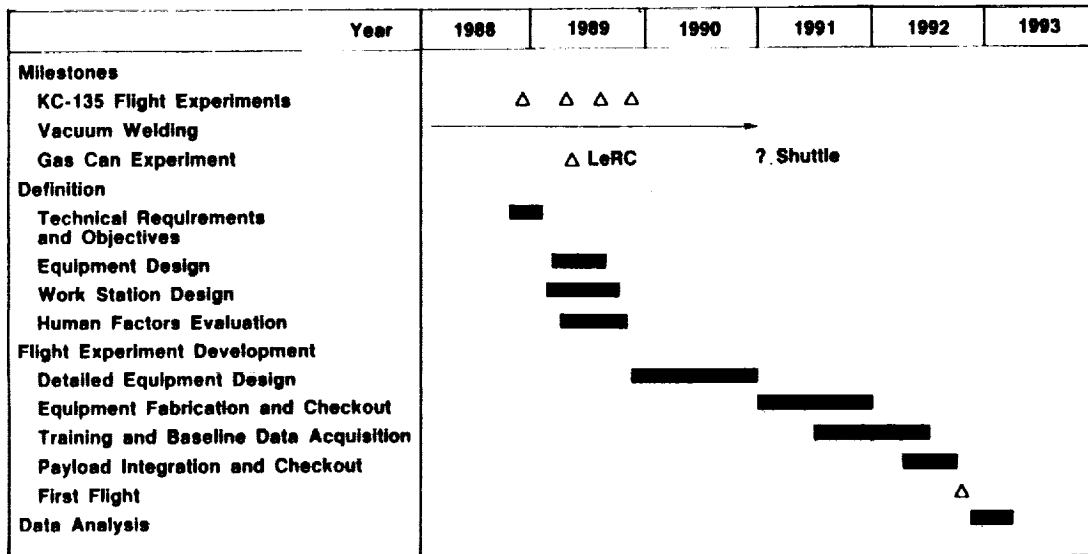 Year 1988 1989 1990 1991 1992 1993
Milestones
KC-135 Flight Experiments
Vacuum Welding
Gas Can Experiment LeRC ? Shuttle
Definition
Technical Requirements
and Objectives
Equipment Design
Work Station Design
Human Factors Evaluation
Flight Experiment Development
Detailed Equipment Design
Equipment Fabrication and Checkout
Training and Baseline Data Acquisition
Payload Integration and Checkout
First Flight
Data Analysis